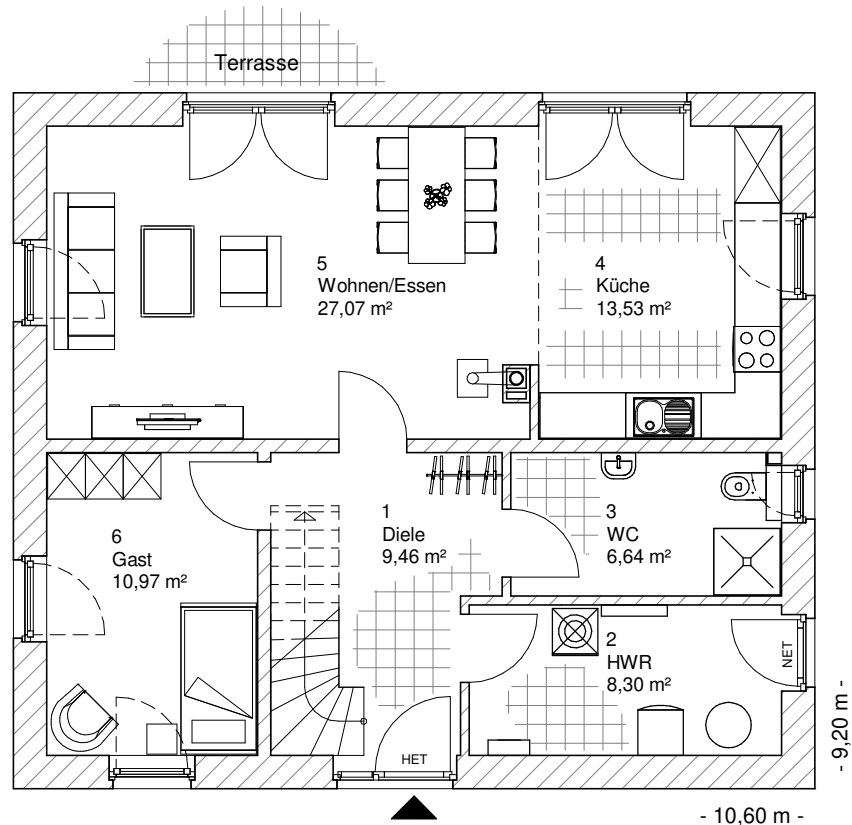 Terrasse
5
Wohnen/Essen
27,07 m²
4
Küche
13,53 m²
1
Diele
9,46 m²
3
WC
6,64 m²
6
Gast
10,97 m²
2
HWR
8,30 m²
NET
HET
- 9,20 m -
- 10,60 m -